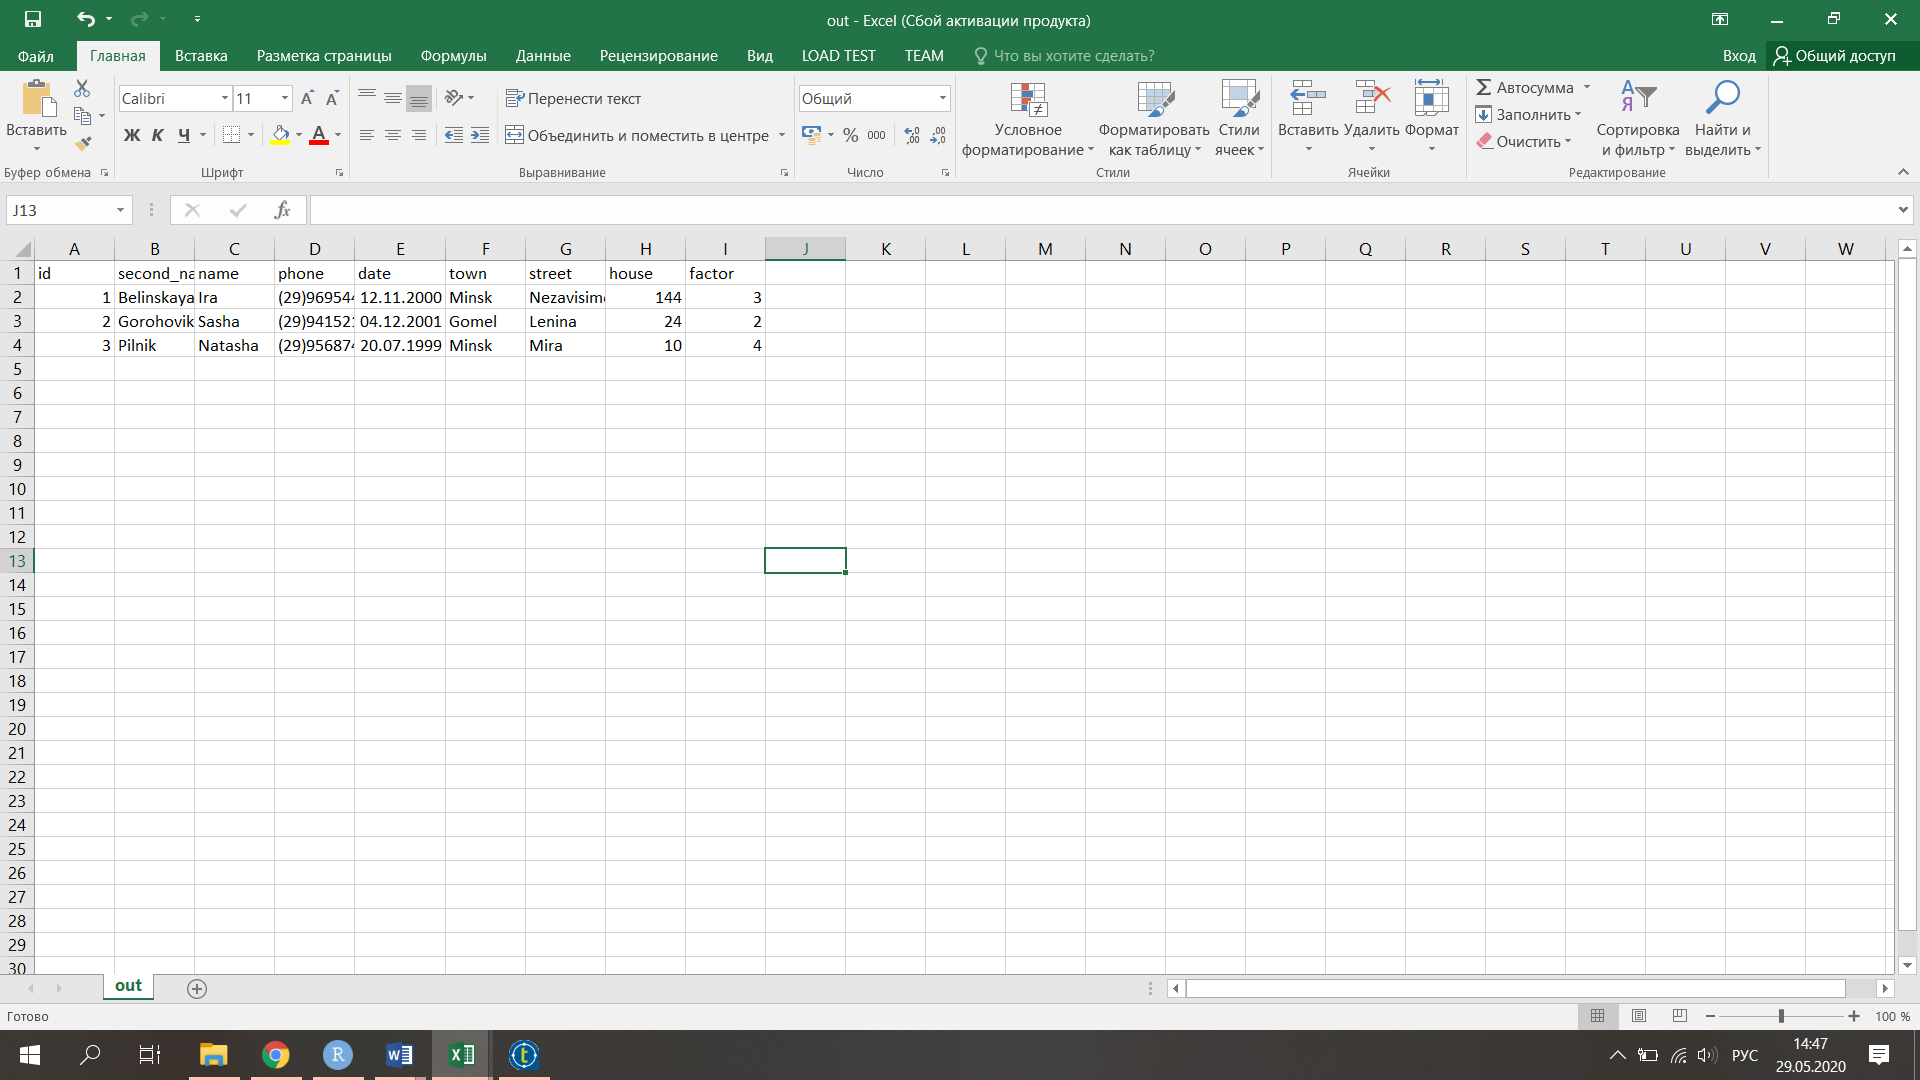 out - Excel (Сбой активации продукта)
Файл Главная Вставка Разметка страницы Формулы Данные Рецензирование Вид LOAD TEST TEAM Что вы хотите сделать? Вход Общий доступ
Вставить
Буфер обмена
Calibri 11
Ж К Ч А
Шрифт
Перенести текст
Объединить и поместить в центре
Выравнивание
Общий
% 000
Число
Условное форматирование
Форматировать как таблицу
Стили ячеек
Стили
Вставить Удалить Формат
Ячейки
Автосумма
Заполнить
Очистить
Сортировка и фильтр
Найти и выделить
Редактирование
J13 fx
A B C D E F G H I J K L M N O P Q R S T U V W
1 id second_na name phone date town street house factor
2 1 Belinskaya Ira (29)969544 12.11.2000 Minsk Nezavisim 144 3
3 2 Gorohovik Sasha (29)941521 04.12.2001 Gomel Lenina 24 2
4 3 Pilnik Natasha (29)956874 20.07.1999 Minsk Mira 10 4
5
6
7
8
9
10
11
12
13
14
15
16
17
18
19
20
21
22
23
24
25
26
27
28
29
30
out
Готово 100 %
РУС 14:47
29.05.2020